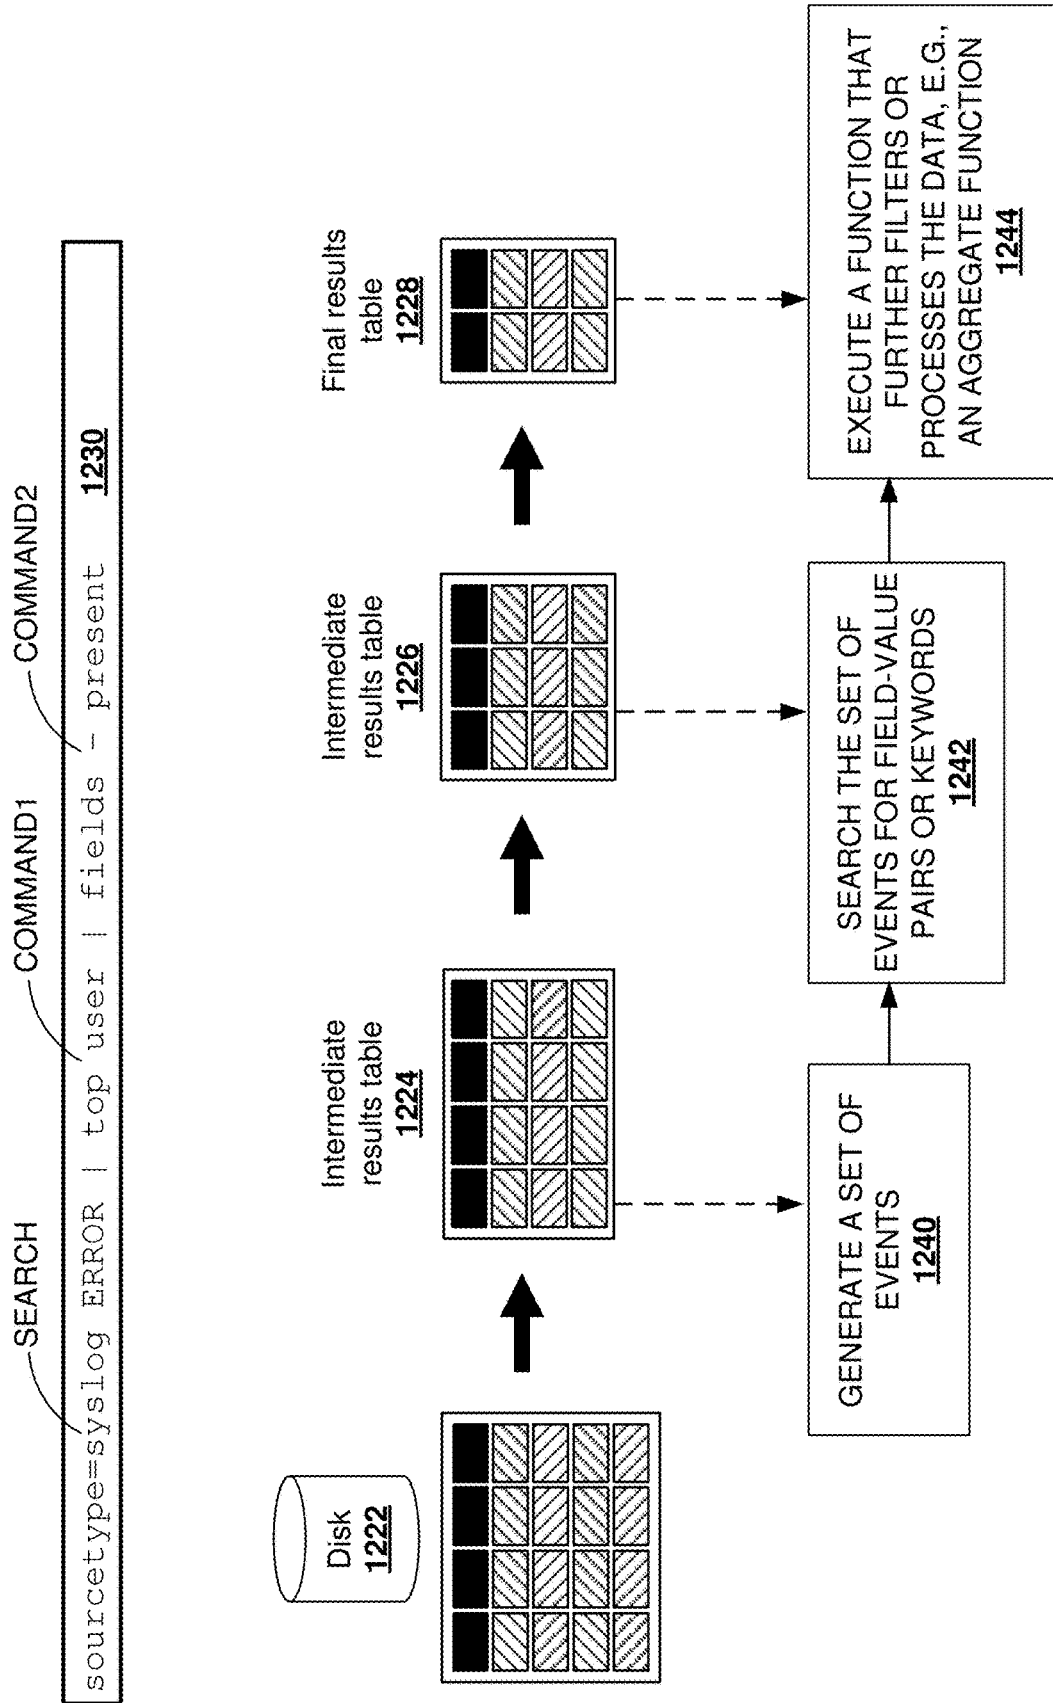 SEARCH
COMMAND1
COMMAND2
sourcetype=syslog ERROR | top user | fields – present 1230
Disk
1222
Intermediate
results table
1224
Intermediate
results table
1226
Final results
table
1228
GENERATE A SET OF
EVENTS
1240
SEARCH THE SET OF
EVENTS FOR FIELD-VALUE
PAIRS OR KEYWORDS
1242
EXECUTE A FUNCTION THAT
FURTHER FILTERS OR
PROCESSES THE DATA, E.G.,
AN AGGREGATE FUNCTION
1244